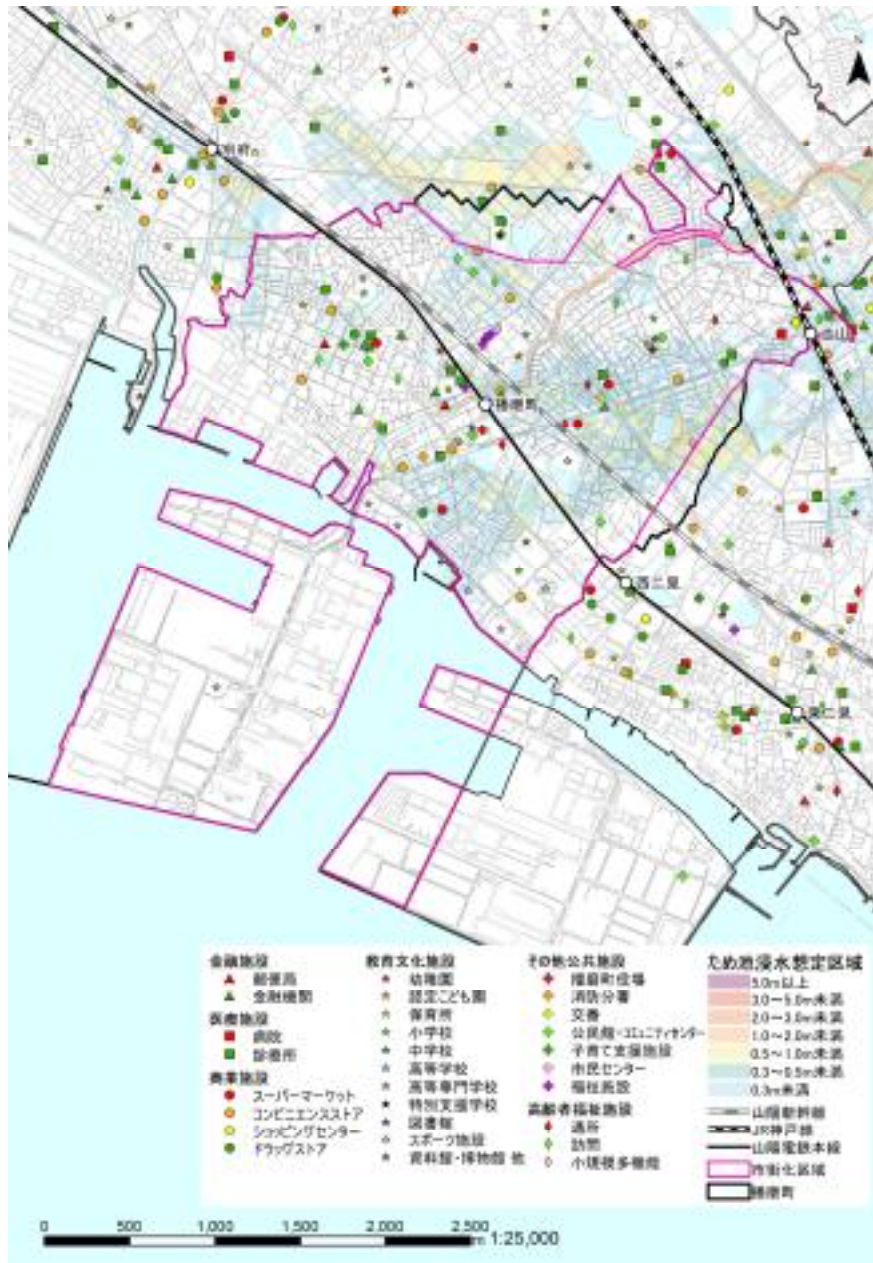 N
播磨町
西二見
東二見
金融施設
郵便局
金融機関
医療施設
病院
診療所
商業施設
スーパーマーケット
コンビニエンスストア
ショッピングセンター
ドラッグストア
教育文化施設
幼稚園
認定こども園
保育所
小学校
中学校
高等学校
高等専門学校
特別支援学校
図書館
スポーツ施設
資料館・博物館 他
その他公共施設
播磨町役場
消防分署
交番
公民館・コミュニティセンター
子育て支援施設
市民センター
福祉施設
高齢者福祉施設
通所
訪問
小規模多機能
ため池浸水想定区域
5.0m以上
3.0～5.0m未満
2.0～3.0m未満
1.0～2.0m未満
0.5～1.0m未満
0.3～0.5m未満
0.3m未満
山陽新幹線
JR神戸線
山陽電鉄本線
市街化区域
播磨町
0 500 1,000 1,500 2,000 2,500
m 1:25,000